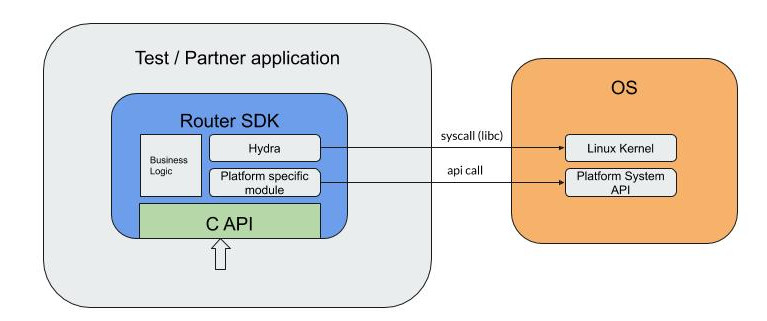 Test / Partner application
OS
Router SDK
Business
Logic
Hydra
Platform specific
module
C API
syscall (libc)
api call
Linux Kernel
Platform System
API